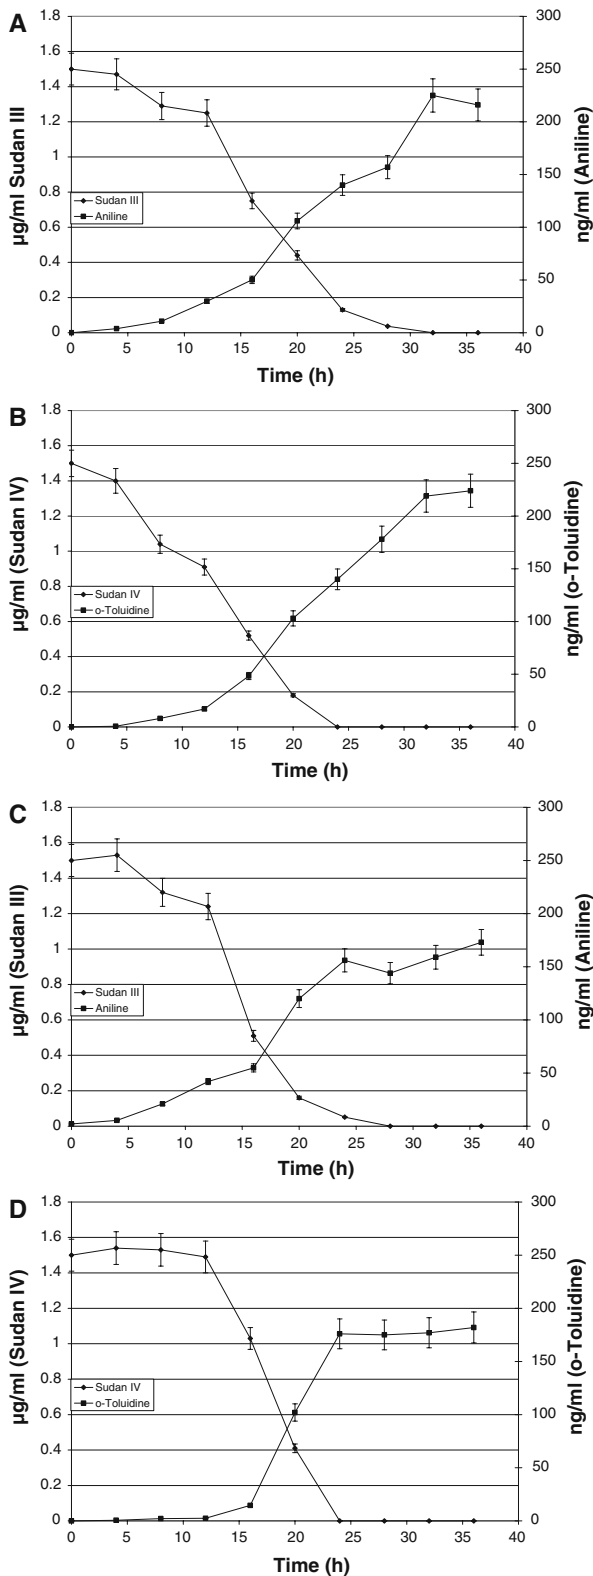 A
µg/ml Sudan III
1.8
1.6
1.4
1.2
1
0.8
0.6
0.4
0.2
0
Sudan III
Aniline
300
250
200
150
100
50
0
ng/ml (Aniline)
0 5 10 15 20 25 30 35 40
Time (h)
B
µg/ml (Sudan IV)
1.8
1.6
1.4
1.2
1
0.8
0.6
0.4
0.2
0
Sudan IV
o-Toluidine
300
250
200
150
100
50
0
ng/ml (o-Toluidine)
0 5 10 15 20 25 30 35 40
Time (h)
C
µg/ml (Sudan III)
1.8
1.6
1.4
1.2
1
0.8
0.6
0.4
0.2
0
Sudan III
Aniline
300
250
200
150
100
50
0
ng/ml (Aniline)
0 5 10 15 20 25 30 35 40
Time (h)
D
µg/ml (Sudan IV)
1.8
1.6
1.4
1.2
1
0.8
0.6
0.4
0.2
0
Sudan IV
o-Toluidine
300
250
200
150
100
50
0
ng/ml (o-Toluidine)
0 5 10 15 20 25 30 35 40
Time (h)